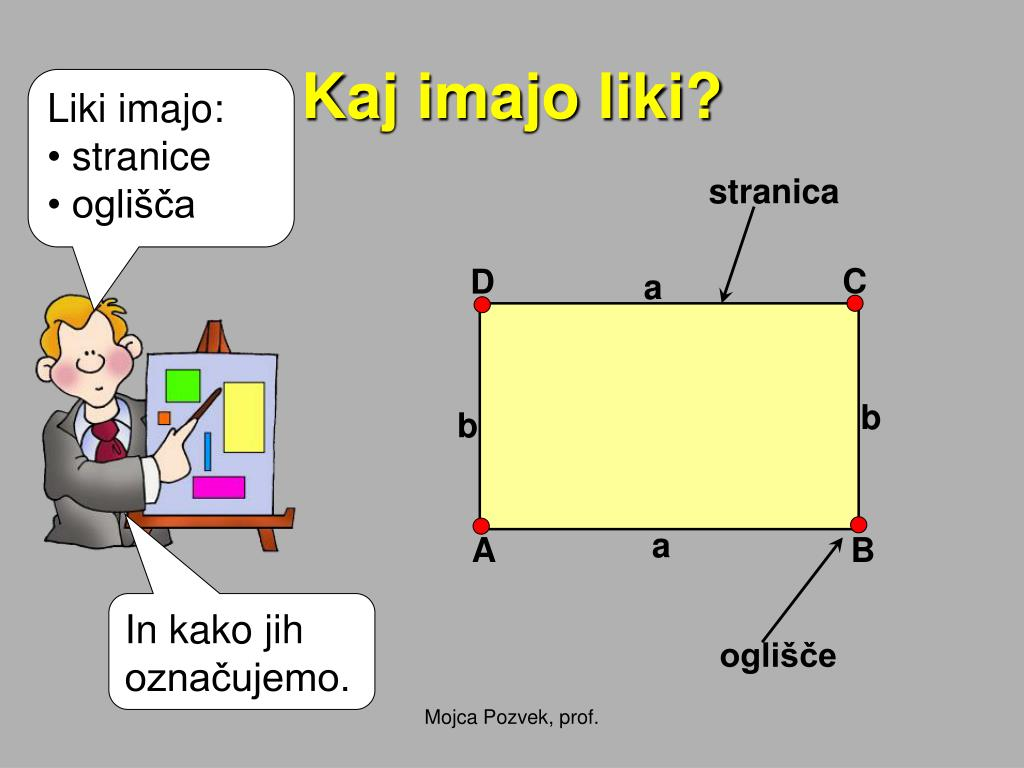 Kaj imajo liki?
Liki imajo:
• stranice
• oglišča
stranica
D
a
C
b
b
A
a
B
oglišče
In kako jih
označujemo.
Mojca Pozvek, prof.